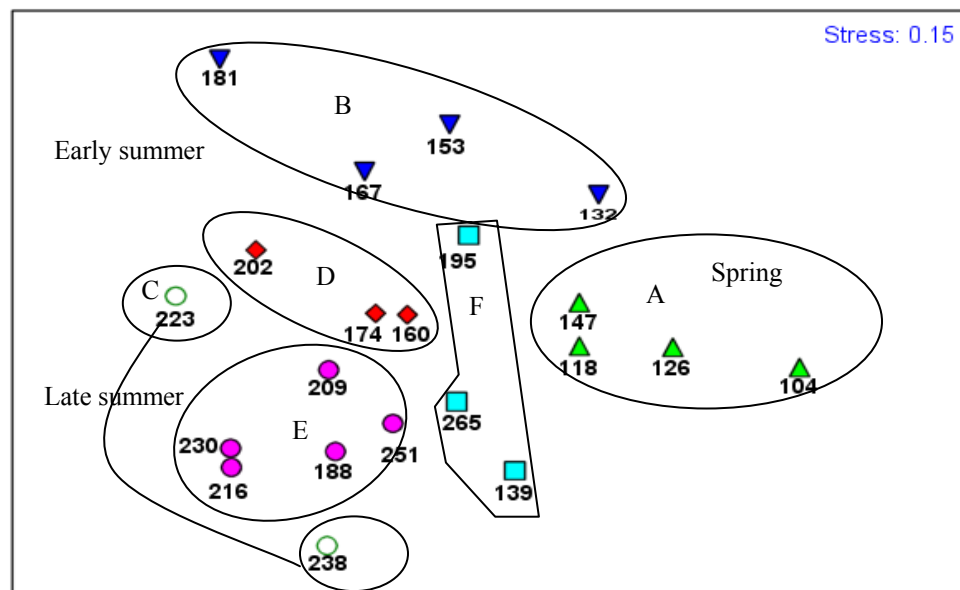 Stress: 0.15
181
B
153
Early summer
167
132
195
202
D
Spring
C
A
F
223
147
174 160
118
126
104
209
Late summer
265
E
230
251
188
216
139
238